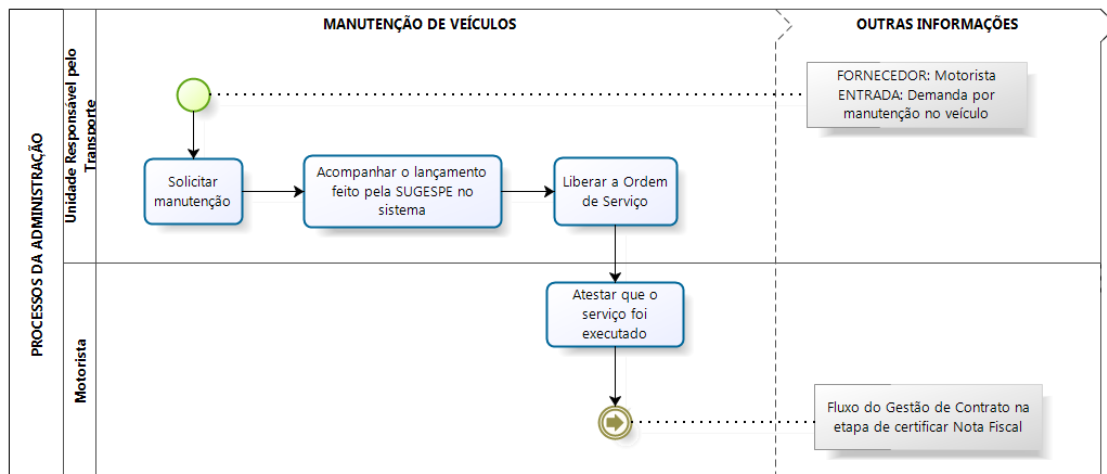 MANUTENÇÃO DE VEÍCULOS
OUTRAS INFORMAÇÕES
PROCESSOS DA ADMINISTRAÇÃO
Unidade Responsável pelo
Transporte
FORNECEDOR: Motorista
ENTRADA: Demanda por
manutenção no veículo
Solicitar
manutenção
Acompanhar o lançamento
feito pela SUGESPE no
sistema
Liberar a Ordem
de Serviço
Motorista
Atestar que o
serviço foi
executado
Fluxo do Gestão de Contrato na
etapa de certificar Nota Fiscal